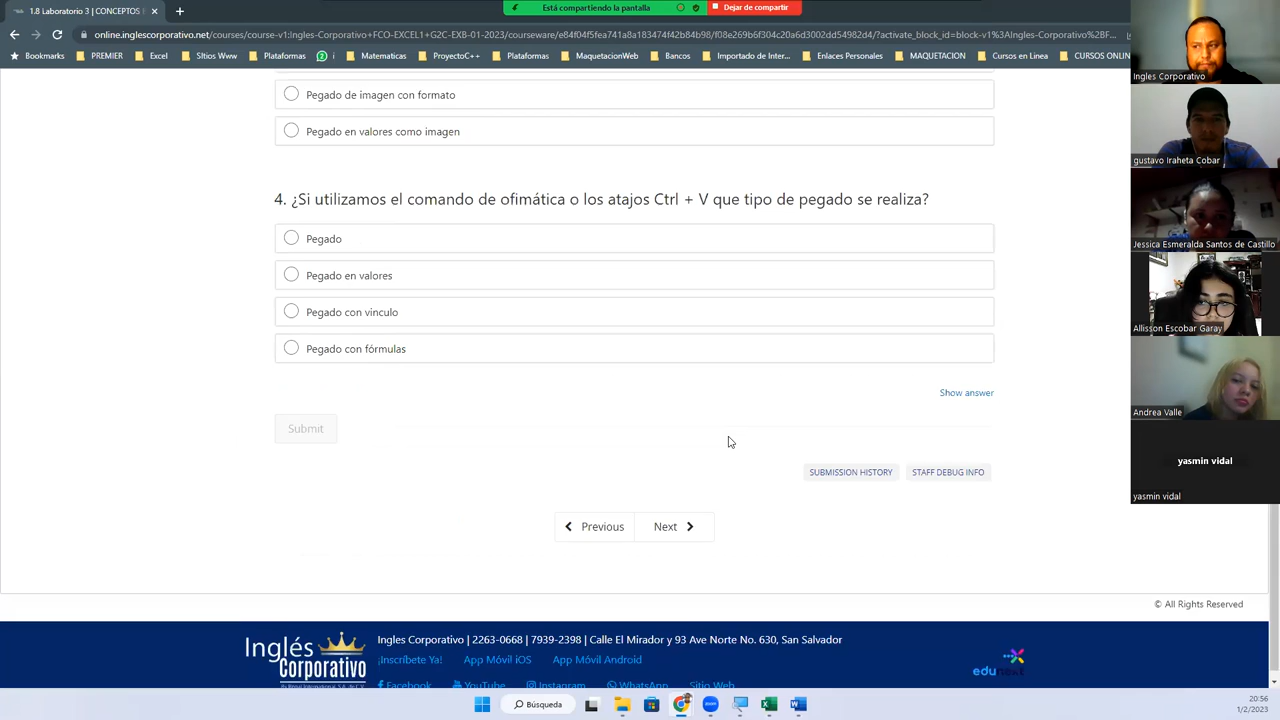 1.8 Laboratorio 3 | CONCEPTOS
Está compartiendo la pantalla
Dejar de compartir
online.inglescorporativo.net/courses/course-v1:Ingles-Corporativo+FCO-EXCEL1+G2C-EXB-01-2023/courseware/e84f04f5fea741a8a183474f42b84b98/f08e269b6f304c20a6d3002dd54982d4/?activate_block_id=block-v1%3AIngles-Corporativo%2BF...
Bookmarks
PREMIER
Excel
Sitios Wwww
Plataformas
i
Matematicas
ProyectoC++
Plataformas
MaquetacionWeb
Bancos
Importado de Inter...
Enlaces Personales
MAQUETACION
Cursos en Linea
CURSOS ONLIN
Pegado de imagen con formato
Pegado en valores como imagen
4. ¿Si utilizamos el comando de ofimática o los atajos Ctrl + V que tipo de pegado se realiza?
Pegado
Pegado en valores
Pegado con vinculo
Pegado con fórmulas
Show answer
Submit
SUBMISSION HISTORY
STAFF DEBUG INFO
Previous
Next
© All Rights Reserved
Inglés Corporativo
Ingles Corporativo | 2263-0668 | 7939-2398 | Calle El Mirador y 93 Ave Norte No. 630, San Salvador
¡Inscríbete Ya!
App Móvil iOS
App Móvil Android
Facebook
YouTube
Instagram
WhatsApp
Sitio Web
Ingles Corporativo
gustavo Iraheta Cobar
Jessica Esmeralda Santos de Castillo
Allisson Escobar Garay
Andrea Valle
yasmin vidal
yasmin vidal
Búsqueda
20:56
1/2/2023